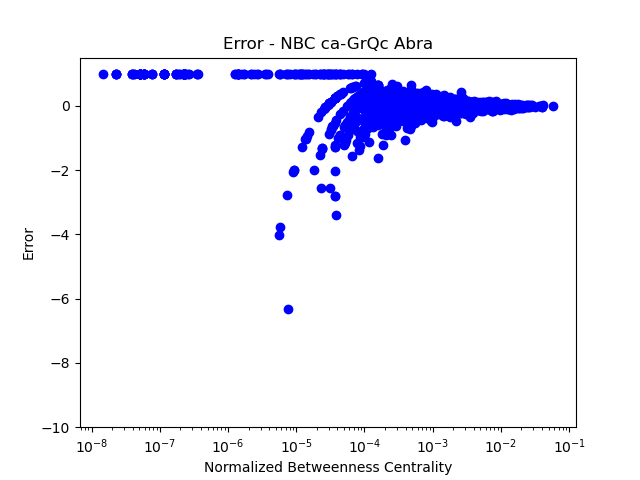 Error - NBC ca-GrQc Abra
Error
0
−2
−4
−6
−8
−10
10⁻⁸ 10⁻⁷ 10⁻⁶ 10⁻⁵ 10⁻⁴ 10⁻³ 10⁻² 10⁻¹
Normalized Betweenness Centrality